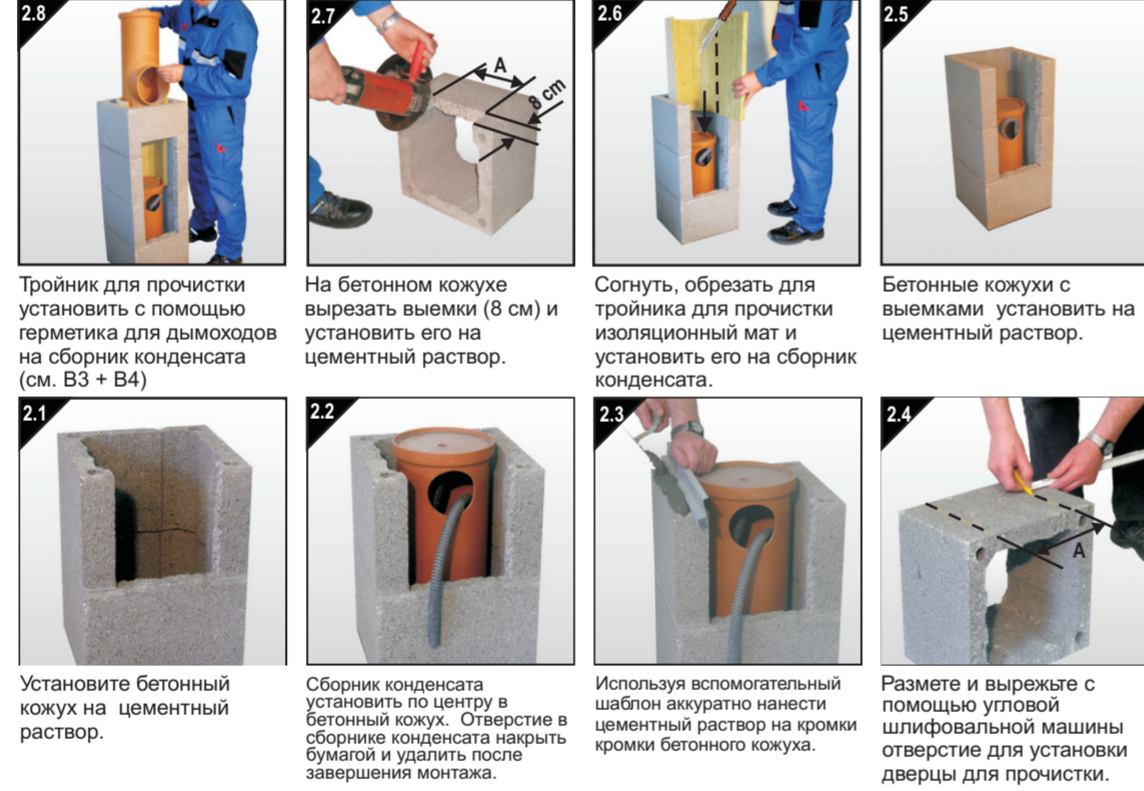 2.8
Тройник для прочистки
установить с помощью
герметика для дымоходов
на сборник конденсата
(см. B3 + B4)
2.7
A
8 cm
На бетонном кожухе
вырезать выемки (8 см) и
установить его на
цементный раствор.
2.6
Согнуть, обрезать для
тройника для прочистки
изоляционный мат и
установить его на сборник
конденсата.
2.5
Бетонные кожухи с
выемками установить на
цементный раствор.
2.1
Установите бетонный
кожух на цементный
раствор.
2.2
Сборник конденсата
установить по центру в
бетонный кожух. Отверстие в
сборнике конденсата накрыть
бумагой и удалить после
завершения монтажа.
2.3
Используя вспомогательный
шаблон аккуратно нанести
цементный раствор на кромки
кромки бетонного кожуха.
2.4
A
Размете и вырежьте с
помощью угловой
шлифовальной машины
отверстие для установки
дверцы для прочистки.